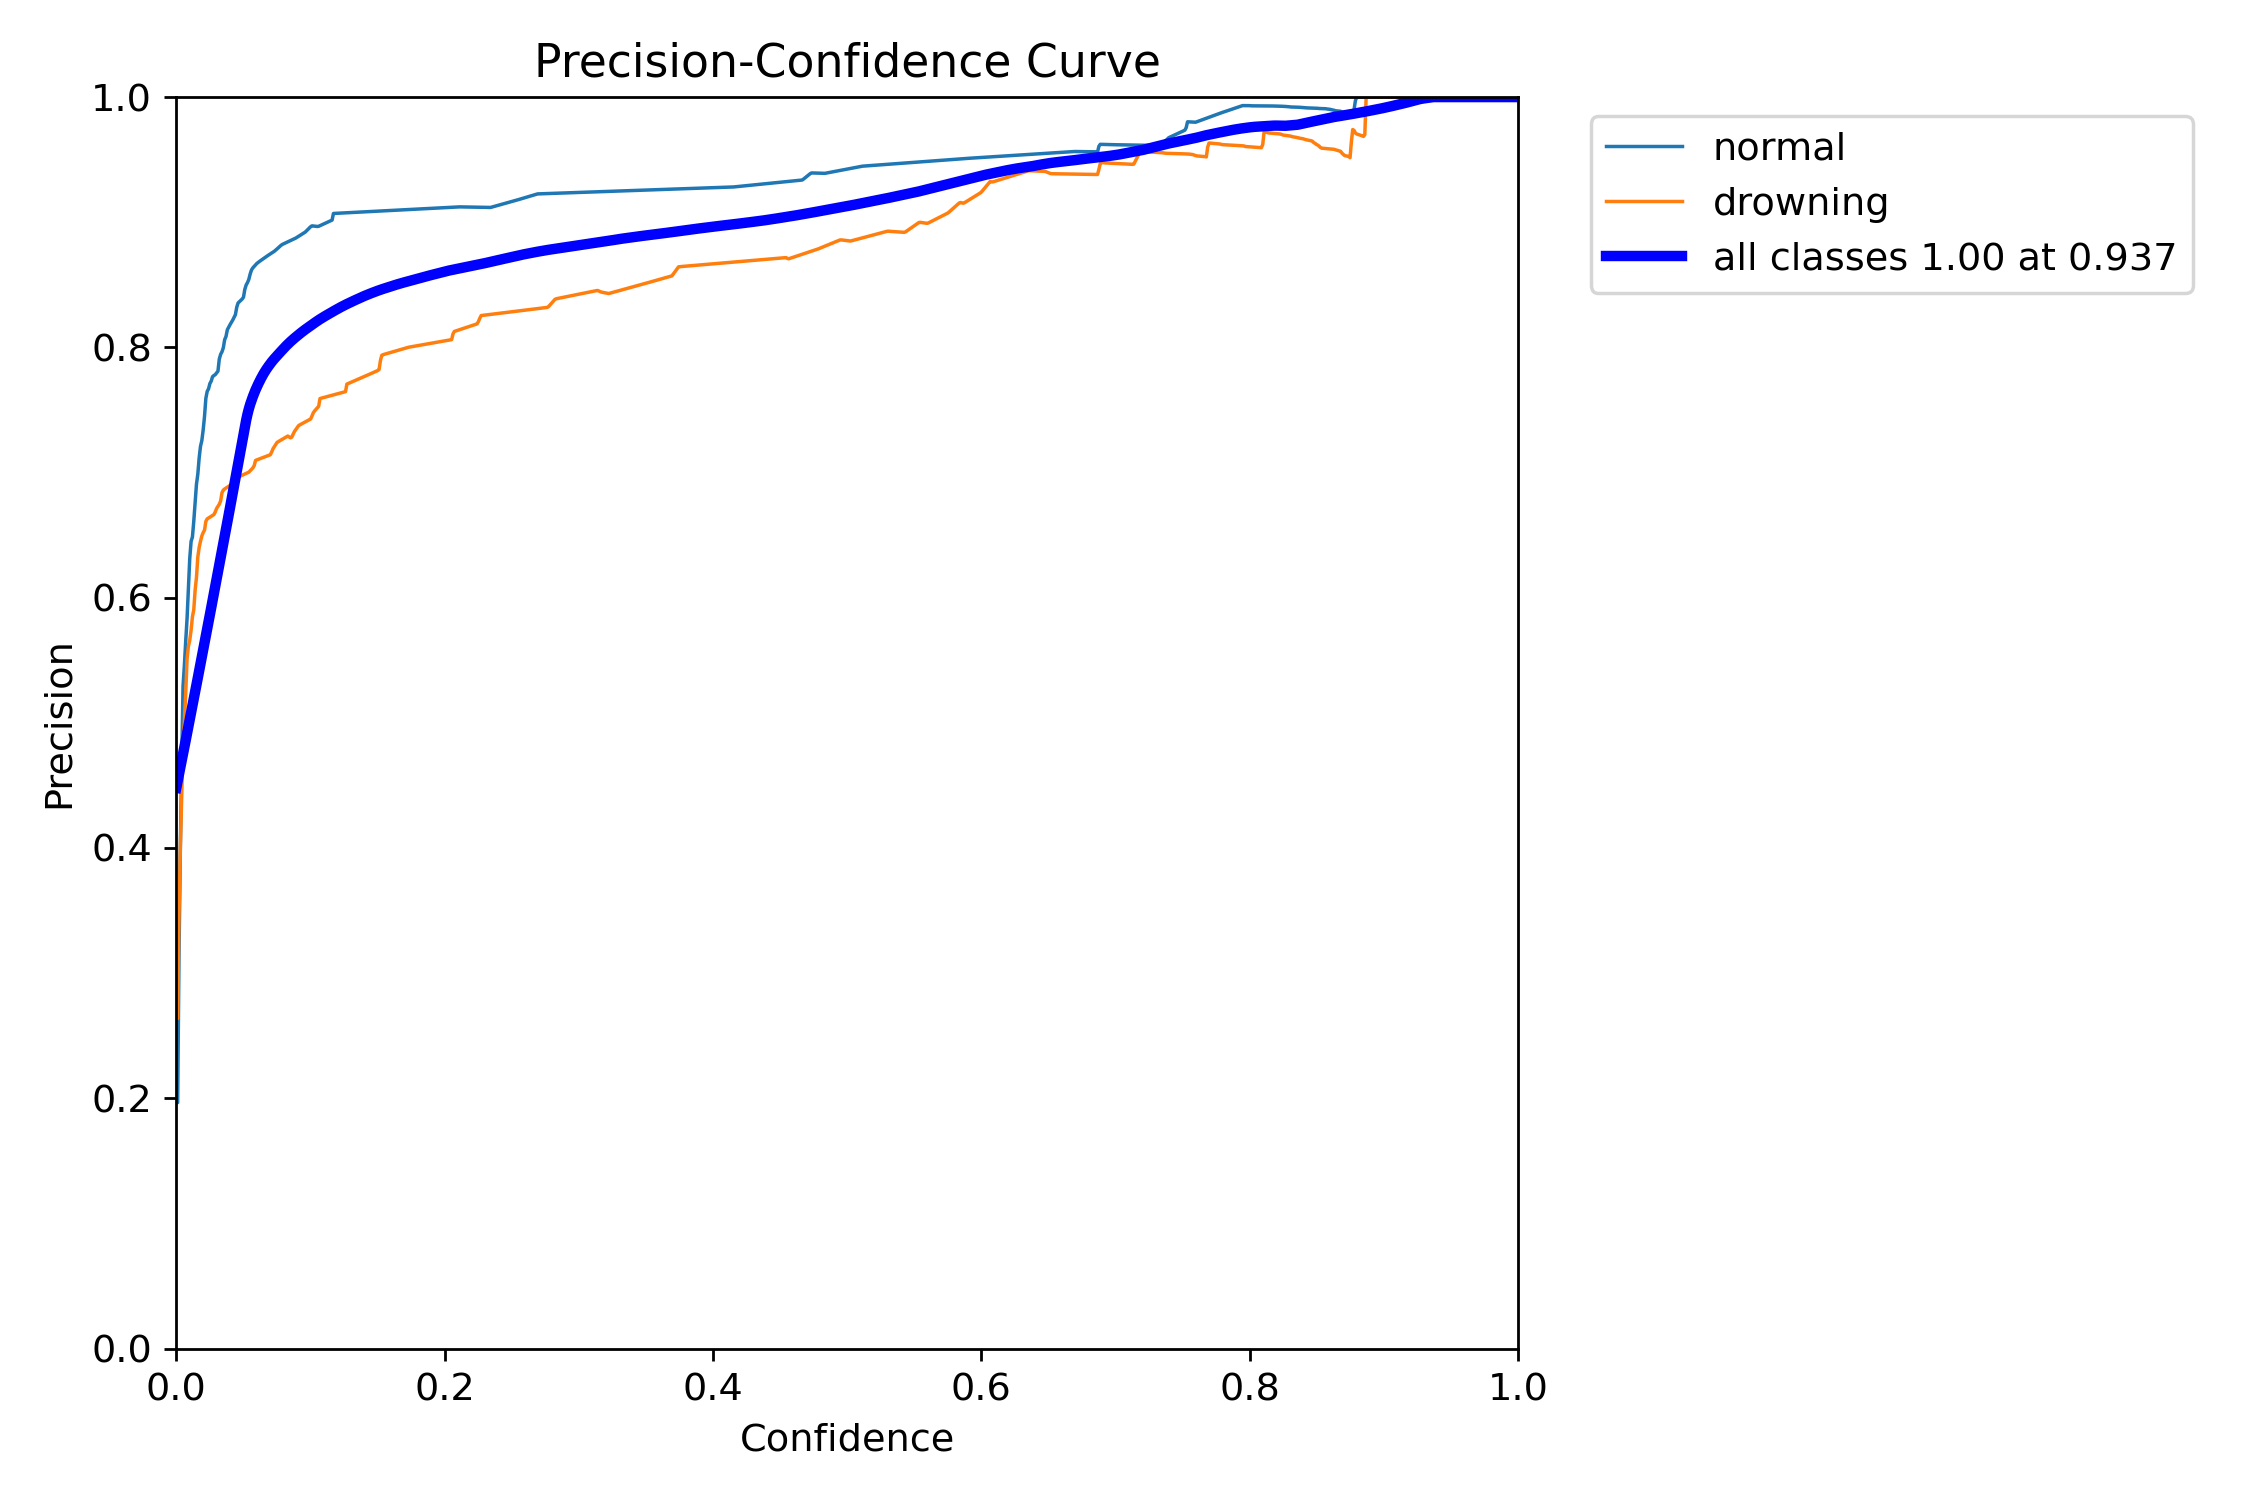 Precision-Confidence Curve
1.0
0.8
0.6
0.4
0.2
0.0
Precision
0.0 0.2 0.4 0.6 0.8 1.0
Confidence
normal
drowning
all classes 1.00 at 0.937